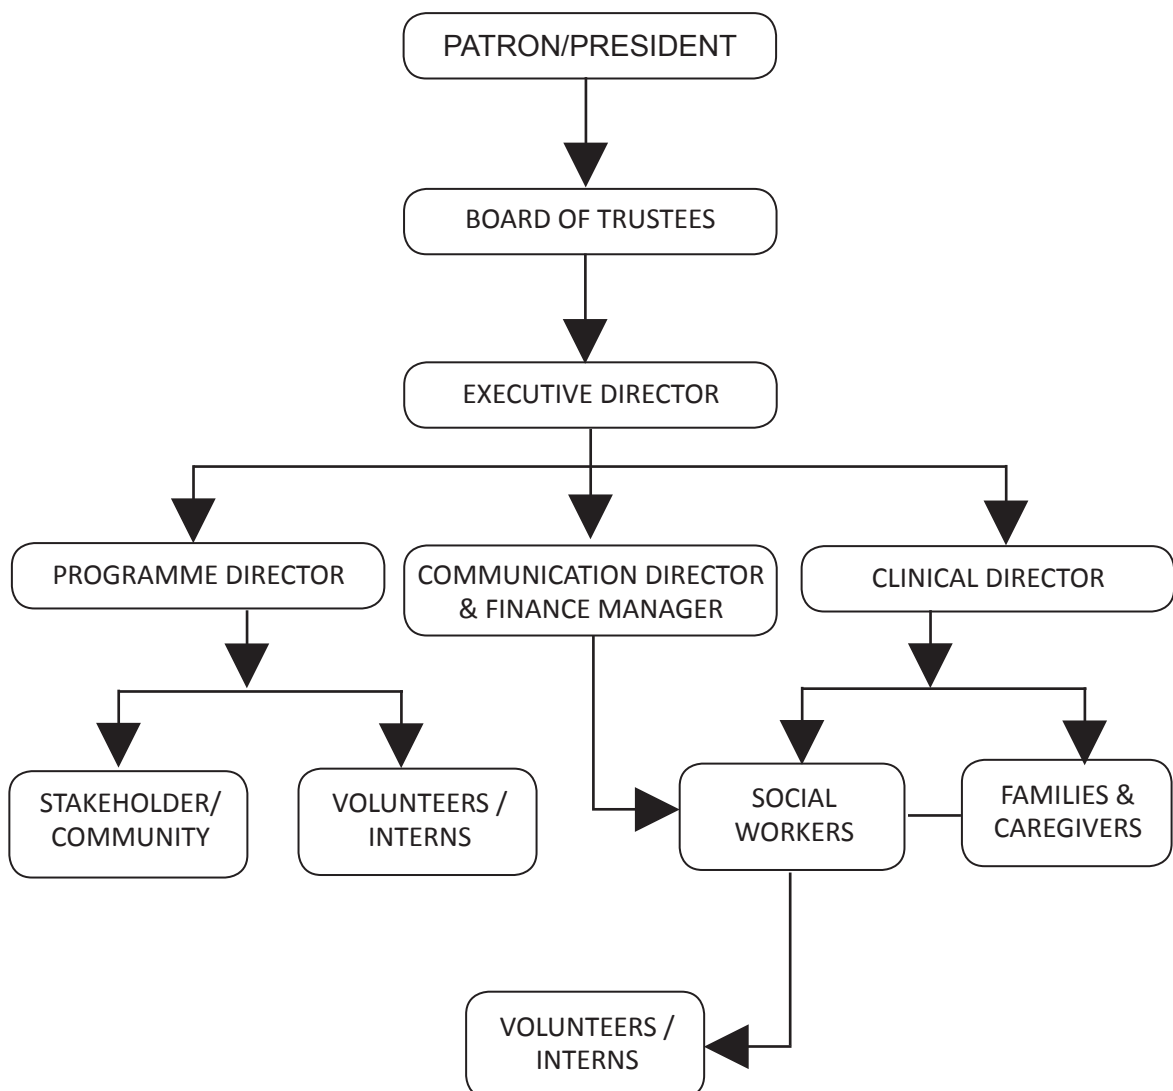 PATRON/PRESIDENT
BOARD OF TRUSTEES
EXECUTIVE DIRECTOR
PROGRAMME DIRECTOR
COMMUNICATION DIRECTOR
& FINANCE MANAGER
CLINICAL DIRECTOR
STAKEHOLDER/
COMMUNITY
VOLUNTEERS /
INTERNS
SOCIAL
WORKERS
FAMILIES &
CAREGIVERS
VOLUNTEERS /
INTERNS